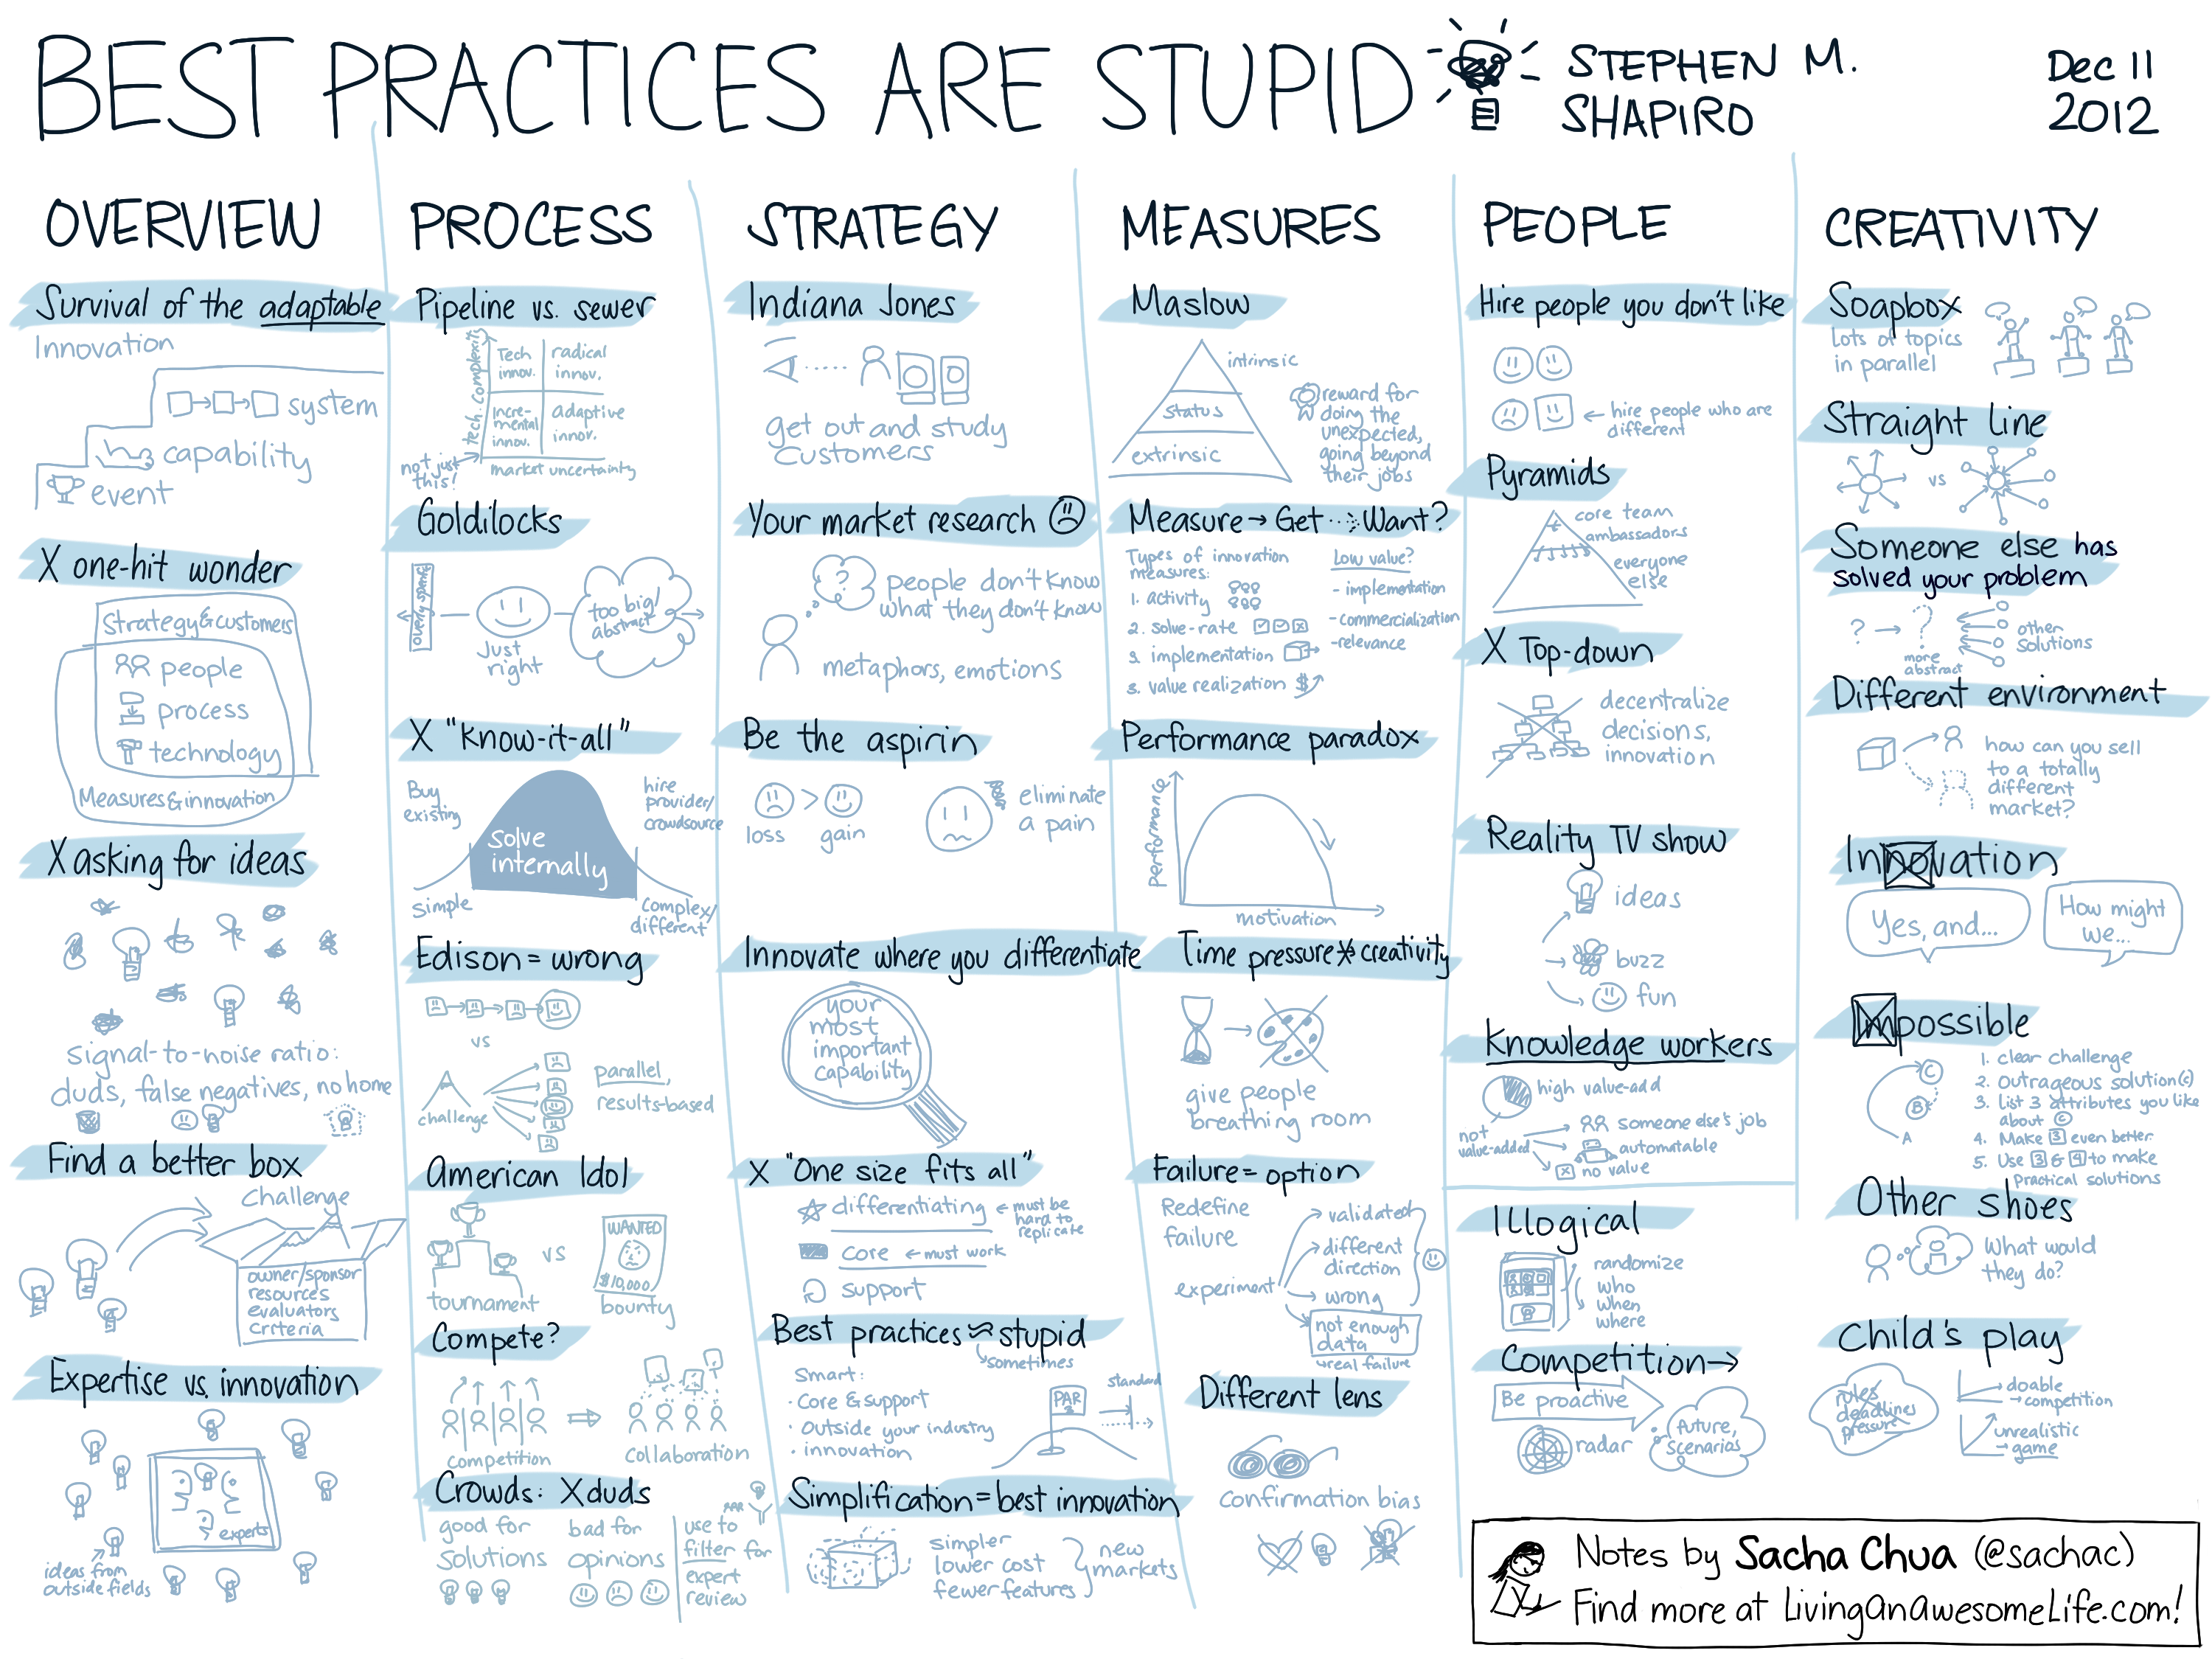 BEST PRACTICES ARE STUPID
STEPHEN M.
SHAPIRO
Dec 11
2012
OVERVIEW
Survival of the adaptable
Innovation
system
capability
event
X one-hit wonder
Strategy & customers
people
process
technology
Measures & innovation
X asking for ideas
signal-to-noise ratio:
duds, false negatives, no home
Find a better box
Challenge
owner/sponsor
resources
evaluators
Criteria
Expertise vs. innovation
experts
ideas from
outside fields
PROCESS
Pipeline vs. sewer
tech. complexity
Tech
innov.
radical
innov.
Incre-
mental
innov.
adaptive
innov.
not just
this!
market uncertainty
Goldilocks
overly specific
Just
right
too big/
abstract
X "know-it-all"
Buy
existing
hire
provider/
crowdsource
Solve
internally
simple
complex/
different
Edison = wrong
vs
challenge
parallel,
results-based
American Idol
vs
WANTED
$10,000
tournament
bounty
Compete?
competition
collaboration
Crowds: X duds
good for
solutions
bad for
opinions
use to
filter for
expert
review
STRATEGY
Indiana Jones
get out and study
customers
Your market research
?
people don't know
what they don't know
metaphors, emotions
Be the aspirin
>
loss
gain
eliminate
a pain
Innovate where you differentiate
your
most
important
capability
X "One size fits all"
differentiating
must be
hard to
replicate
core
must work
support
Best practices ≈ stupid
sometimes
Smart:
· Core & support
· Outside your industry
· innovation
PAR
3
standard
Simplification = best innovation
simpler
lower cost
fewer features
new
markets
MEASURES
Maslow
intrinsic
status
extrinsic
reward for
doing the
unexpected,
going beyond
their jobs
Measure → Get ··> Want?
Types of innovation
measures:
1. activity
2. solve-rate
3. implementation
3. value realization $
Low value?
- implementation
- commercialization
- relevance
Performance paradox
Performance
motivation
Time pressure creativity
give people
breathing room
Failure = option
Redefine
failure
experiment
validated
different
direction
wrong
not enough
data
real failure
Different lens
confirmation bias
PEOPLE
Hire people you don't like
← hire people who are
different
Pyramids
core team
ambassadors
everyone
else
X Top-down
decentralize
decisions,
innovation
Reality TV show
ideas
buzz
fun
Knowledge workers
high value-add
not
value-added
someone else's job
automatable
x no value
Illogical
randomize
who
when
where
Competition →
Be proactive
radar
future,
scenarios
CREATIVITY
Soapbox
Lots of topics
in parallel
Straight line
vs
Someone else has
solved your problem
? → ?
more
abstract
other
solutions
Different environment
how can you sell
to a totally
different
market?
Innovation
Yes, and...
How might
we...
Impossible
C
B
A
1. clear challenge
2. outrageous solution (c)
3. List 3 attributes you like
about C
4. Make 3 even better
5. Use 3 & 4 to make
practical solutions
Other shoes
What would
they do?
Child's play
rules
deadlines
pressure
doable
→ competition
unrealistic
→ game
Notes by Sacha Chua (@sachac)
Find more at LivingAnAwesomeLife.com!